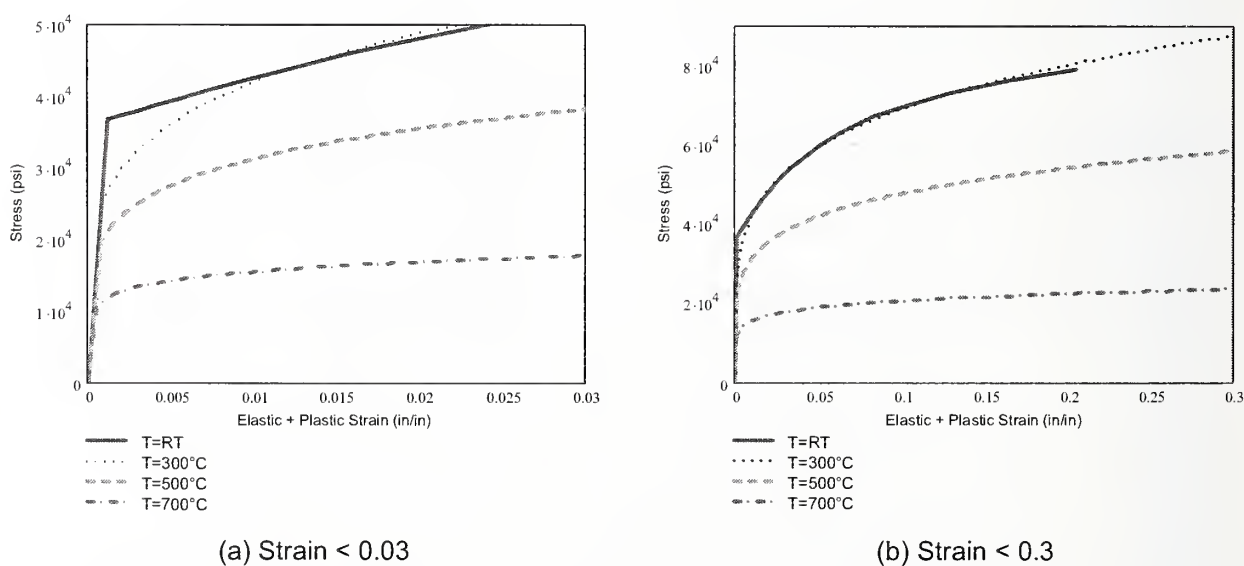 5·10⁴
4·10⁴
3·10⁴
2·10⁴
1·10⁴
0
Stress (psi)
0 0.005 0.01 0.015 0.02 0.025 0.03
Elastic + Plastic Strain (in/in)
T=RT
T=300°C
T=500°C
T=700°C
(a) Strain < 0.03
8·10⁴
6·10⁴
4·10⁴
2·10⁴
0
Stress (psi)
0 0.05 0.1 0.15 0.2 0.25 0.3
Elastic + Plastic Strain (in/in)
T=RT
T=300°C
T=500°C
T=700°C
(b) Strain < 0.3